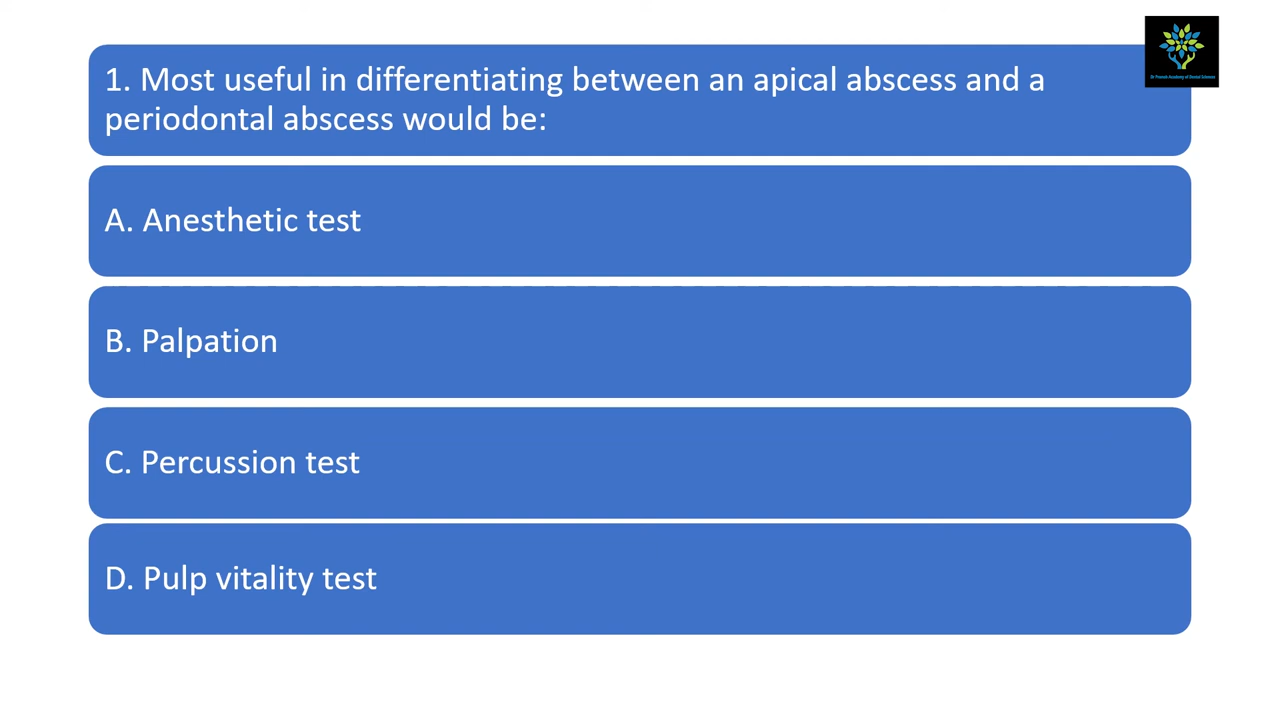 1. Most useful in differentiating between an apical abscess and a
periodontal abscess would be:
A. Anesthetic test
B. Palpation
C. Percussion test
D. Pulp vitality test